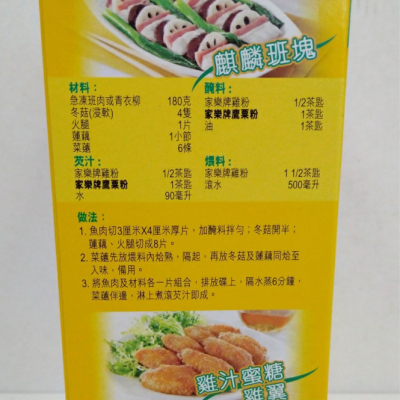 麒麟班塊
材料：
急凍班肉或青衣柳 180克
冬菇(浸軟) 4隻
火腿 1片
蓮藕 1小節
菜薳 6條
醃料：
家樂牌雞粉 1/2茶匙
家樂牌鷹粟粉 1茶匙
油 1茶匙
芡汁：
家樂牌雞粉 1/2茶匙
家樂牌鷹粟粉 1茶匙
水 90毫升
煨料：
家樂牌雞粉 1 1/2茶匙
滾水 500毫升
做法：
1. 魚肉切3厘米X4厘米厚片，加醃料拌勻；冬菇開半；
蓮藕、火腿切成8片。
2. 菜薳先放煨料內烚熟，隔起，再放冬菇及蓮藕同烚至
入味，備用。
3. 將魚肉及材料各一片組合，排放碟上，隔水蒸6分鐘，
菜薳伴邊，淋上煮滾芡汁即成。
雞汁蜜糖
雞翼